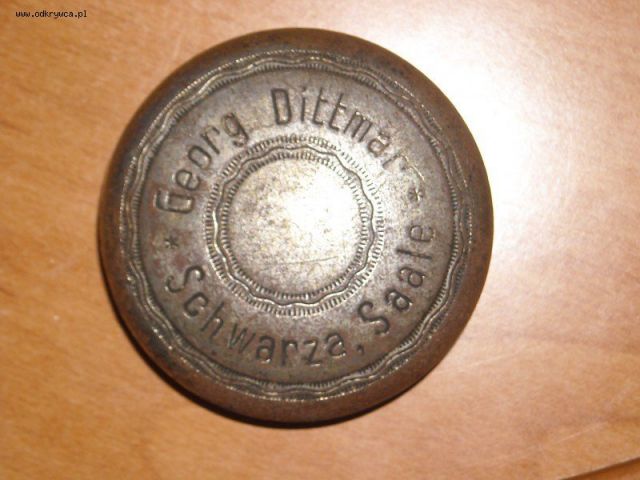 www.odkrywca.pl
* Georg Dittmar *
Schwarza, Saale